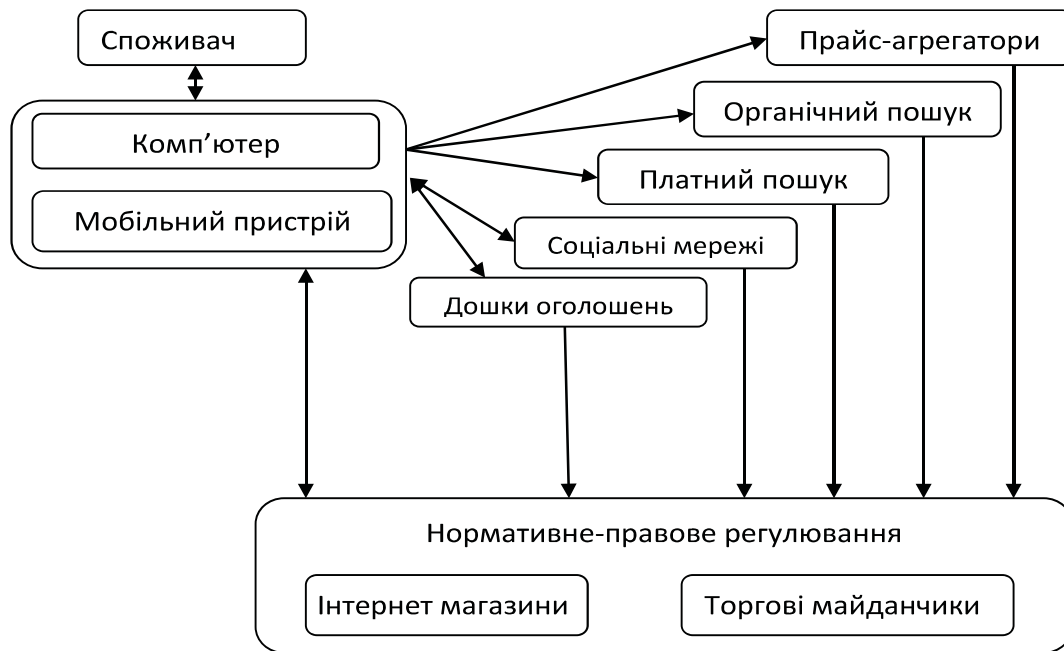 Споживач
Прайс-агрегатори
Органічний пошук
Комп’ютер
Платний пошук
Мобільний пристрій
Соціальні мережі
Дошки оголошень
Нормативне-правове регулювання
Інтернет магазини
Торгові майданчики